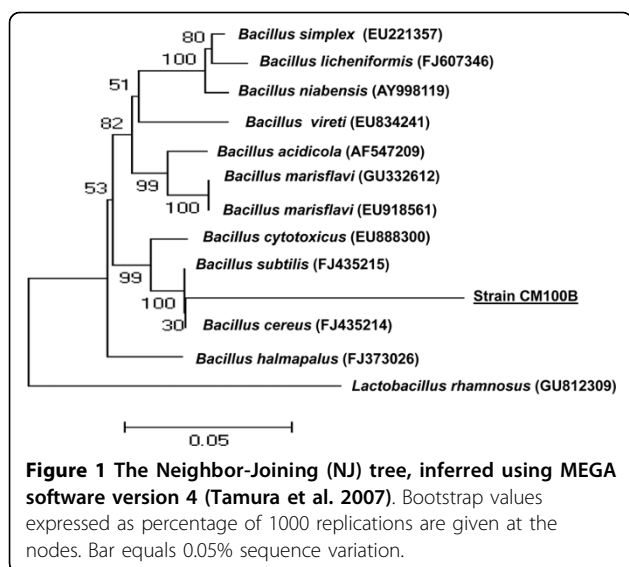 80
Bacillus simplex (EU221357)
100
Bacillus licheniformis (FJ607346)
51
Bacillus niabensis (AY998119)
82
Bacillus vireti (EU834241)
Bacillus acidicola (AF547209)
99
Bacillus marisflavi (GU332612)
53
100
Bacillus marisflavi (EU918561)
Bacillus cytotoxicus (EU888300)
99
Bacillus subtilis (FJ435215)
100
Strain CM100B
30
Bacillus cereus (FJ435214)
Bacillus halmapalus (FJ373026)
Lactobacillus rhamnosus (GU812309)
0.05
Figure 1 The Neighbor-Joining (NJ) tree, inferred using MEGA
software version 4 (Tamura et al. 2007). Bootstrap values
expressed as percentage of 1000 replications are given at the
nodes. Bar equals 0.05% sequence variation.